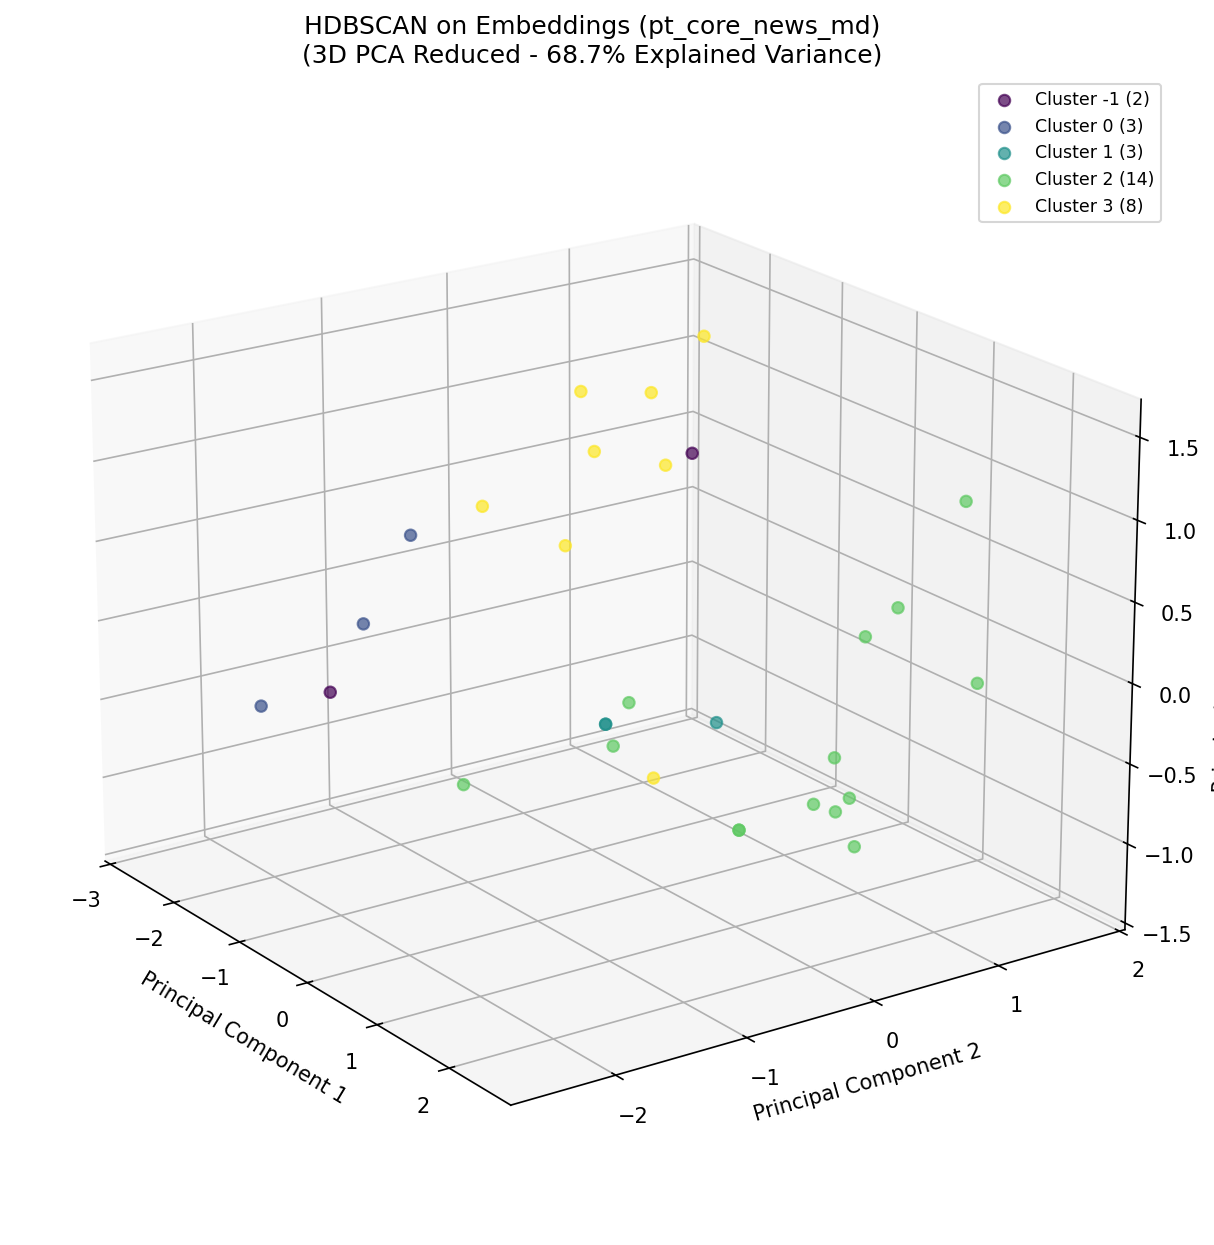 HDBSCAN on Embeddings (pt_core_news_md)
(3D PCA Reduced - 68.7% Explained Variance)
Cluster -1 (2)
Cluster 0 (3)
Cluster 1 (3)
Cluster 2 (14)
Cluster 3 (8)
1.5
1.0
0.5
0.0
−0.5
−1.0
−1.5
−3
−2
−1
0
1
2
Principal Component 1
−2
−1
0
1
2
Principal Component 2